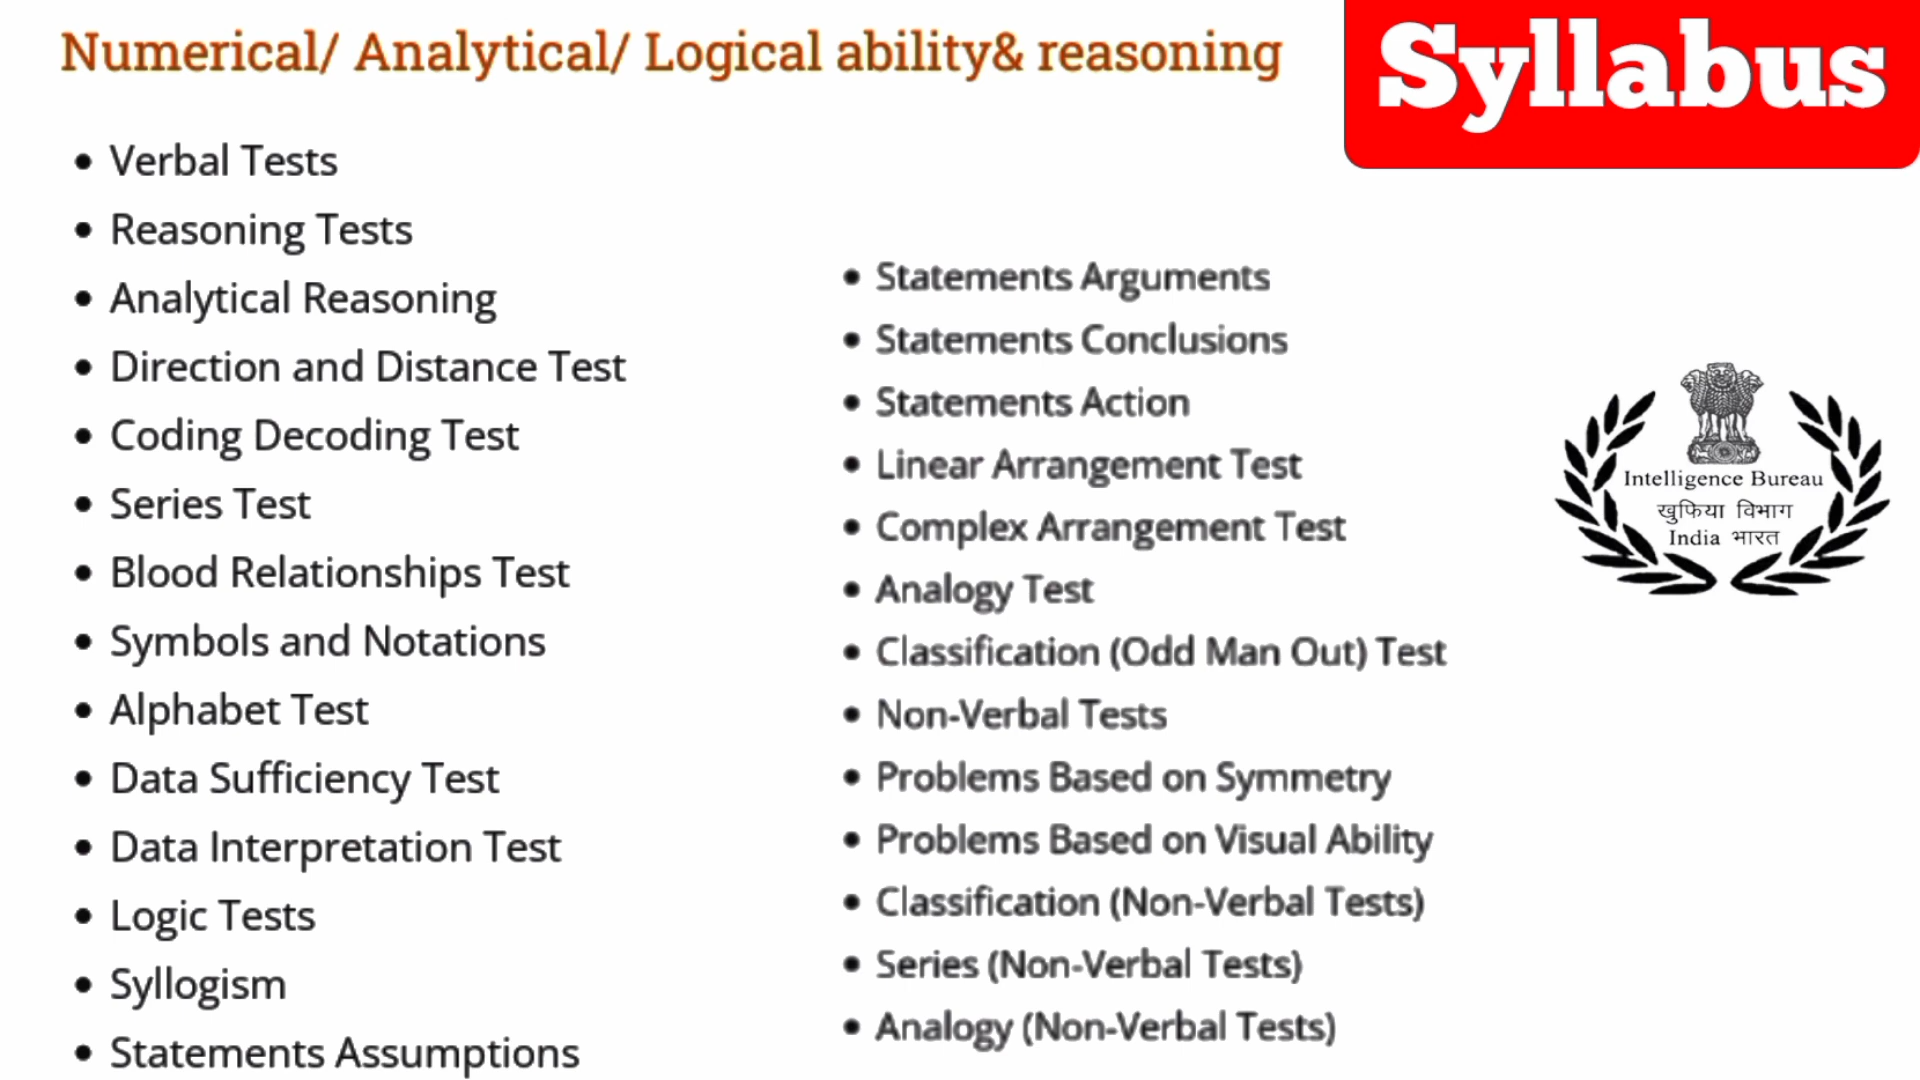 Numerical/ Analytical/ Logical ability& reasoning
Syllabus
• Verbal Tests
• Reasoning Tests
• Analytical Reasoning
• Direction and Distance Test
• Coding Decoding Test
• Series Test
• Blood Relationships Test
• Symbols and Notations
• Alphabet Test
• Data Sufficiency Test
• Data Interpretation Test
• Logic Tests
• Syllogism
• Statements Assumptions
• Statements Arguments
• Statements Conclusions
• Statements Action
• Linear Arrangement Test
• Complex Arrangement Test
• Analogy Test
• Classification (Odd Man Out) Test
• Non-Verbal Tests
• Problems Based on Symmetry
• Problems Based on Visual Ability
• Classification (Non-Verbal Tests)
• Series (Non-Verbal Tests)
• Analogy (Non-Verbal Tests)
Intelligence Bureau
खुफिया विभाग
India भारत